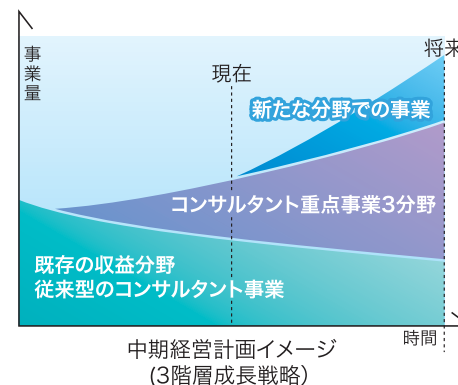 事業量
現在
将来
新たな分野での事業
コンサルタント重点事業3分野
既存の収益分野
従来型のコンサルタント事業
時間
中期経営計画イメージ
(3階層成長戦略)